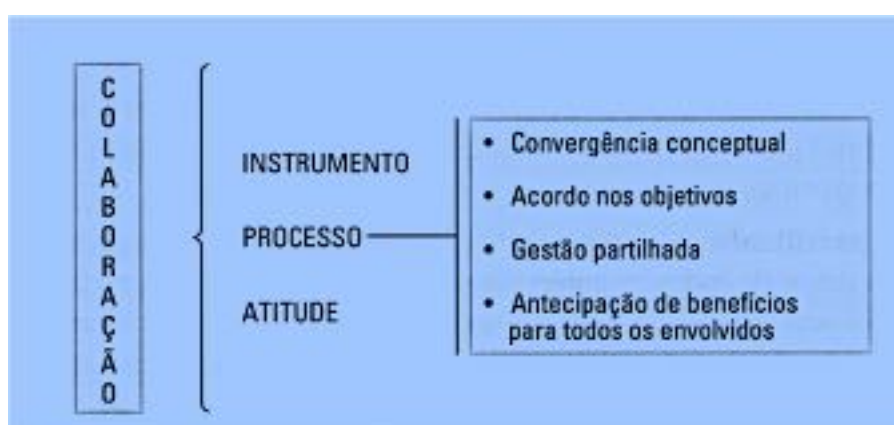 COLABORAÇÃO
INSTRUMENTO
PROCESSO
ATITUDE
• Convergência conceptual
• Acordo nos objetivos
• Gestão partilhada
• Antecipação de benefícios
para todos os envolvidos